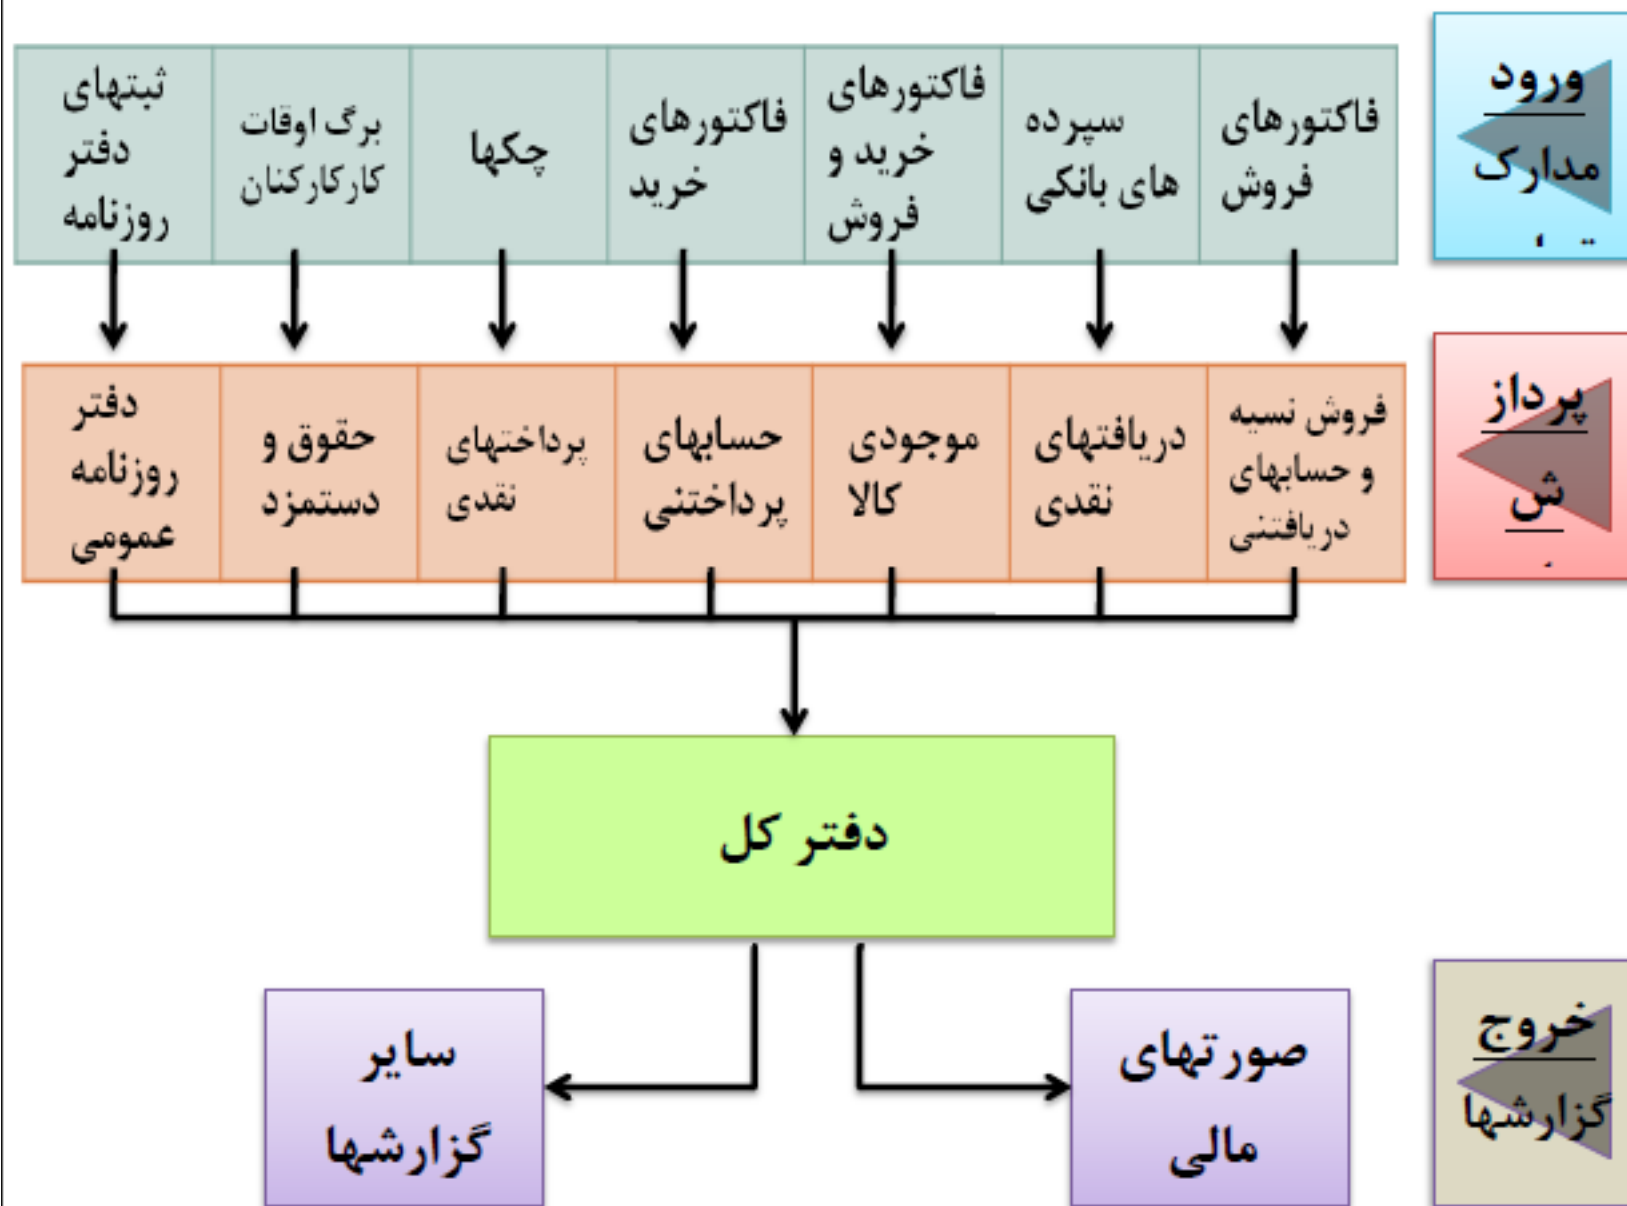 ورود
مدارک
فاکتورهای
فروش
سپرده
های بانکی
فاکتورهای
خرید و
فروش
فاکتورهای
خرید
چکها
برگ اوقات
کارکارکنان
ثبتهای
دفتر
روزنامه
پرداز
ش
فروش نسیه
و حسابهای
دریافتنی
دریافتهای
نقدی
موجودی
کالا
حسابهای
پرداختنی
پرداختهای
نقدی
حقوق و
دستمزد
دفتر
روزنامه
عمومی
دفتر کل
خروج
گزارشها
صورتهای
مالی
سایر
گزارشها